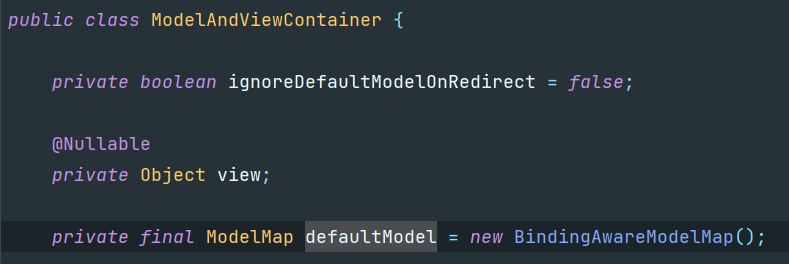 public class ModelAndViewContainer {
private boolean ignoreDefaultModelOnRedirect = false;
@Nullable
private Object view;
private final ModelMap defaultModel = new BindingAwareModelMap();